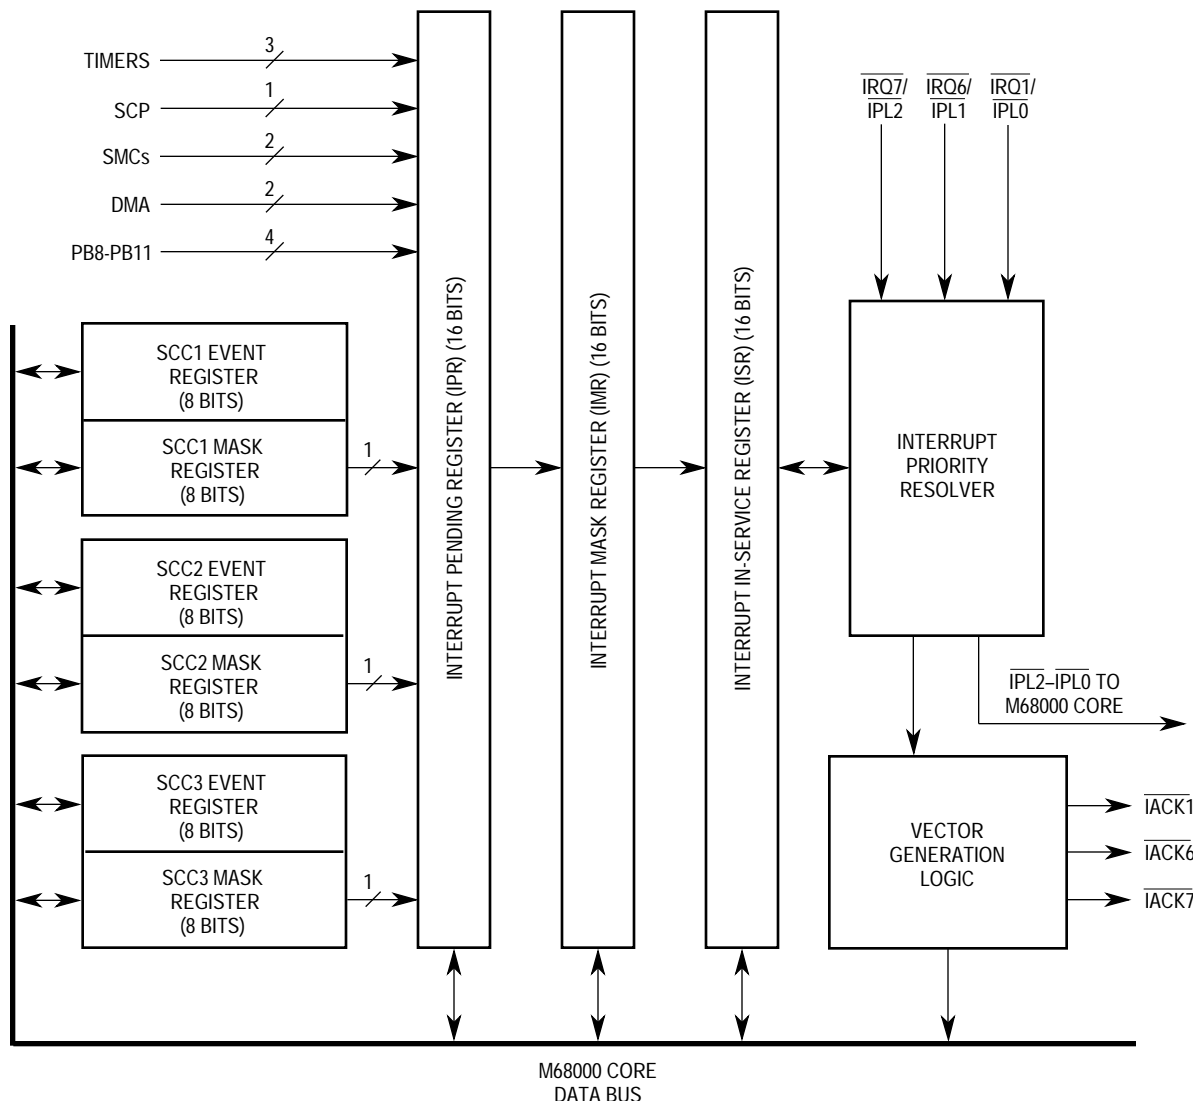 TIMERS
3
SCP
1
SMCs
2
DMA
2
PB8-PB11
4
IRQ7/
IPL2
IRQ6/
IPL1
IRQ1/
IPL0
SCC1 EVENT
REGISTER
(8 BITS)
SCC1 MASK
REGISTER
(8 BITS)
1
SCC2 EVENT
REGISTER
(8 BITS)
SCC2 MASK
REGISTER
(8 BITS)
1
SCC3 EVENT
REGISTER
(8 BITS)
SCC3 MASK
REGISTER
(8 BITS)
1
INTERRUPT PENDING REGISTER (IPR) (16 BITS)
INTERRUPT MASK REGISTER (IMR) (16 BITS)
INTERRUPT IN-SERVICE REGISTER (ISR) (16 BITS)
INTERRUPT
PRIORITY
RESOLVER
IPL2–IPL0 TO
M68000 CORE
VECTOR
GENERATION
LOGIC
IACK1
IACK6
IACK7
M68000 CORE
DATA BUS